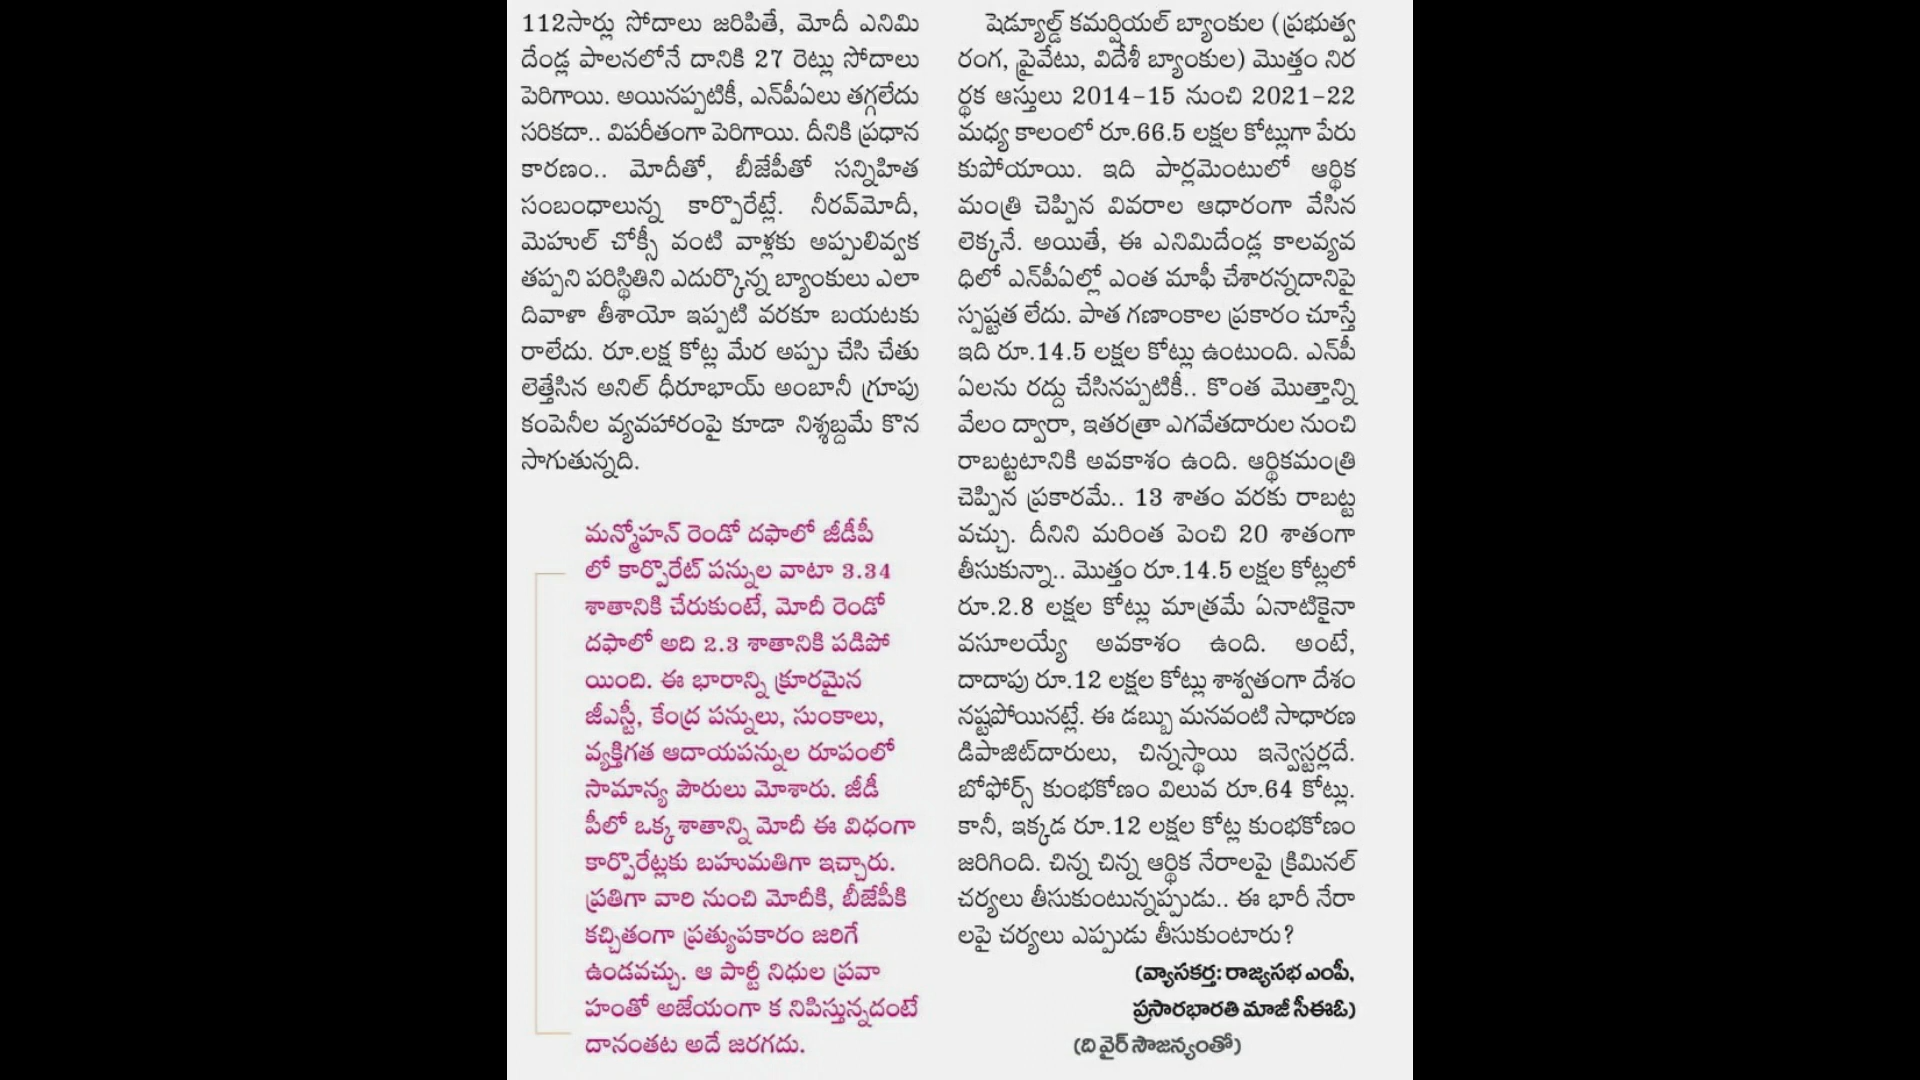 112సార్లు సోదాలు జరిపితే, మోదీ ఎనిమి
దేండ్ల పాలనలోనే దానికి 27 రెట్లు సోదాలు
పెరిగాయి. అయినప్పటికీ, ఎన్‌పీఏలు తగ్గలేదు
సరికదా.. విపరీతంగా పెరిగాయి. దీనికి ప్రధాన
కారణం.. మోదీతో, బీజేపీతో సన్నిహిత
సంబంధాలున్న కార్పొరేట్లే. నీరవ్‌మోదీ,
మెహుల్ చోక్సీ వంటి వాళ్లకు అప్పులివ్వక
తప్పని పరిస్థితిని ఎదుర్కొన్న బ్యాంకులు ఎలా
దివాళా తీశాయో ఇప్పటి వరకూ బయటకు
రాలేదు. రూ.లక్ష కోట్ల మేర అప్పు చేసి చేతు
లెత్తేసిన అనిల్ ధీరూభాయ్ అంబానీ గ్రూపు
కంపెనీల వ్యవహారంపై కూడా నిశ్శబ్దమే కొన
సాగుతున్నది.
మన్మోహన్ రెండో దఫాలో జీడీపీ
లో కార్పొరేట్ పన్నుల వాటా 3.34
శాతానికి చేరుకుంటే, మోదీ రెండో
దఫాలో అది 2.3 శాతానికి పడిపో
యింది. ఈ భారాన్ని క్రూరమైన
జీఎస్టీ, కేంద్ర పన్నులు, సుంకాలు,
వ్యక్తిగత ఆదాయపన్నుల రూపంలో
సామాన్య పౌరులు మోశారు. జీడీ
పీలో ఒక్క శాతాన్ని మోదీ ఈ విధంగా
కార్పొరేట్లకు బహుమతిగా ఇచ్చారు.
ప్రతిగా వారి నుంచి మోదీకి, బీజేపీకి
కచ్చితంగా ప్రత్యుపకారం జరిగే
ఉండవచ్చు. ఆ పార్టీ నిధుల ప్రవా
హంతో అజేయంగా క నిపిస్తున్నదంటే
దానంతట అదే జరగదు.
షెడ్యూల్డ్ కమర్షియల్ బ్యాంకుల (ప్రభుత్వ
రంగ, ప్రైవేటు, విదేశీ బ్యాంకుల) మొత్తం నిర
ర్థక ఆస్తులు 2014-15 నుంచి 2021-22
మధ్య కాలంలో రూ.66.5 లక్షల కోట్లుగా పేరు
కుపోయాయి. ఇది పార్లమెంటులో ఆర్థిక
మంత్రి చెప్పిన వివరాల ఆధారంగా వేసిన
లెక్కనే. అయితే, ఈ ఎనిమిదేండ్ల కాలవ్యవ
ధిలో ఎన్‌పీఏల్లో ఎంత మాఫీ చేశారన్నదానిపై
స్పష్టత లేదు. పాత గణాంకాల ప్రకారం చూస్తే
ఇది రూ.14.5 లక్షల కోట్లు ఉంటుంది. ఎన్‌పీ
ఏలను రద్దు చేసినప్పటికీ.. కొంత మొత్తాన్ని
వేలం ద్వారా, ఇతరత్రా ఎగవేతదారుల నుంచి
రాబట్టటానికి అవకాశం ఉంది. ఆర్థికమంత్రి
చెప్పిన ప్రకారమే.. 13 శాతం వరకు రాబట్ట
వచ్చు. దీనిని మరింత పెంచి 20 శాతంగా
తీసుకున్నా.. మొత్తం రూ.14.5 లక్షల కోట్లలో
రూ.2.8 లక్షల కోట్లు మాత్రమే ఏనాటికైనా
వసూలయ్యే అవకాశం ఉంది. అంటే,
దాదాపు రూ.12 లక్షల కోట్లు శాశ్వతంగా దేశం
నష్టపోయినట్లే. ఈ డబ్బు మనవంటి సాధారణ
డిపాజిట్‌దారులు, చిన్నస్థాయి ఇన్వెస్టర్లదే.
బోఫోర్స్ కుంభకోణం విలువ రూ.64 కోట్లు.
కానీ, ఇక్కడ రూ.12 లక్షల కోట్ల కుంభకోణం
జరిగింది. చిన్న చిన్న ఆర్థిక నేరాలపై క్రిమినల్
చర్యలు తీసుకుంటున్నప్పుడు.. ఈ భారీ నేరా
లపై చర్యలు ఎప్పుడు తీసుకుంటారు?
(వ్యాసకర్త: రాజ్యసభ ఎంపీ,
ప్రసారభారతి మాజీ సీఈఓ)
(ది వైర్ సౌజన్యంతో)